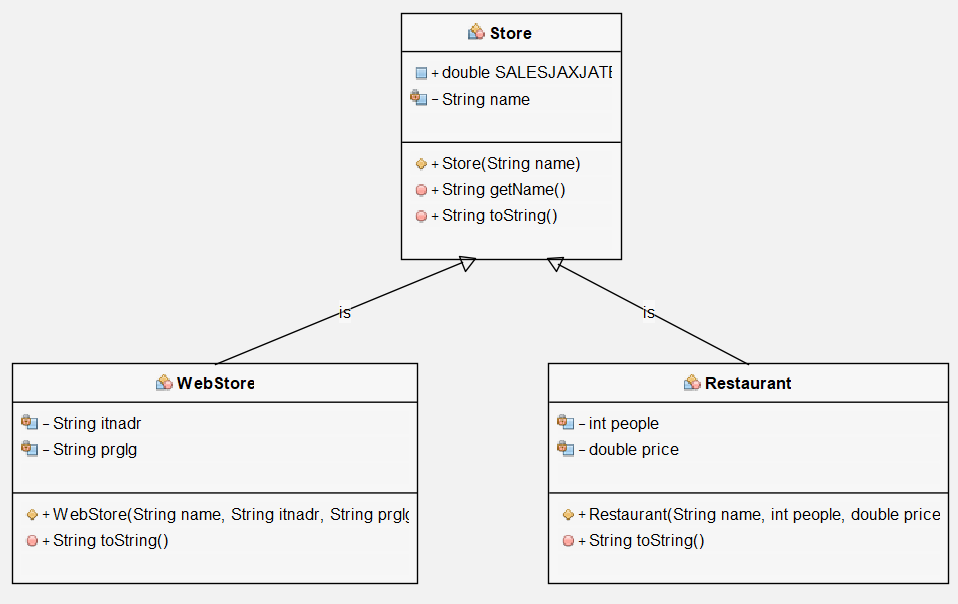 Store
+ double SALESJAXJATE
– String name
+ Store(String name)
+ String getName()
+ String toString()
is
is
WebStore
– String itnadr
– String prglg
+ WebStore(String name, String itnadr, String prglg
+ String toString()
Restaurant
– int people
– double price
+ Restaurant(String name, int people, double price
+ String toString()